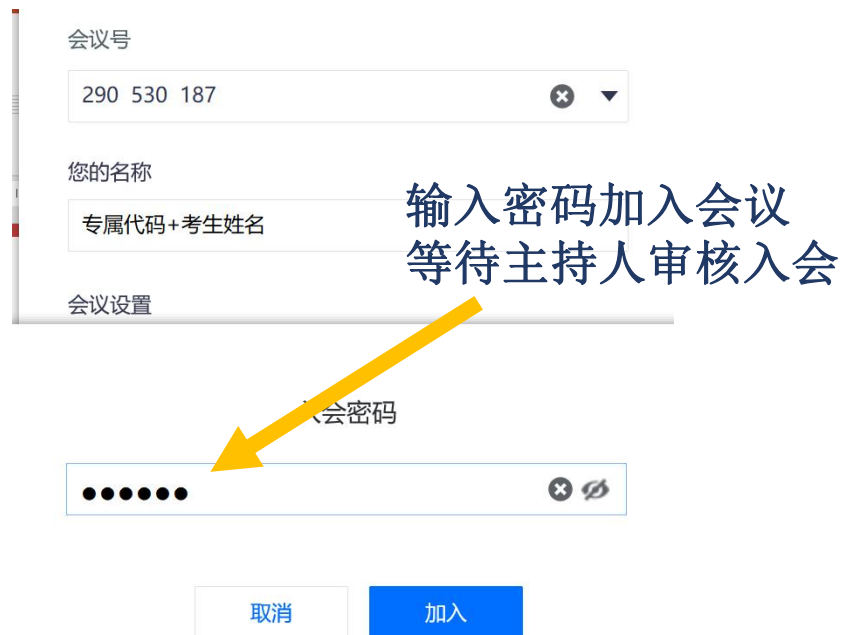 会议号
290 530 187
您的名称
专属代码+考生姓名
输入密码加入会议
等待主持人审核入会
会议设置
会密码
●●●●●●
取消
加入